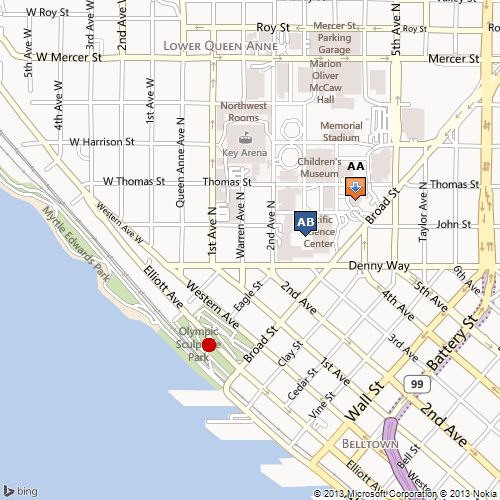 W Roy St
Roy St
Roy St
5th Ave W
3rd Ave W
2nd Ave W
LOWER QUEEN ANNE
Mercer St
Parking
Garage
5th Ave N
W Mercer St
Mercer St
Marion
Oliver
McCaw
Hall
4th Ave W
1st Ave W
Queen Anne Ave N
Northwest
Rooms
Memorial
Stadium
W Harrison St
Key Arena
Children's
Museum
AA
W Thomas St
Thomas St
Thomas St
Broad St
Taylor Ave N
1st Ave N
Warren Ave N
2nd Ave N
AB
Center
John St
Western Ave W
Myrtle Edwards Park
Elliott Ave
Denny Way
6th Ave
5th Ave
4th Ave
Eagle St
2nd Ave
Western Ave
Olympic
Park
Broad St
3rd Ave
Battery St
Clay St
1st Ave
99
Cedar St
Wall St
Vine St
2nd Ave
BELLTOWN
Bell St
Elliott Ave
Western
bing
© 2013 Microsoft Corporation © 2013 Nokia